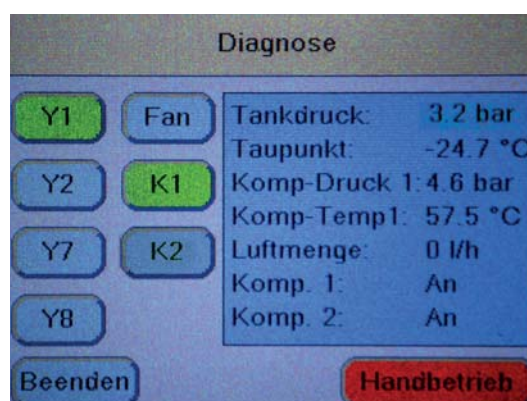 Diagnose
Y1 Fan
Y2 K1
Y7 K2
Y8
Tankdruck: 3.2 bar
Taupunkt: -24.7 °C
Komp-Druck 1: 4.6 bar
Komp-Temp1: 57.5 °C
Luftmenge: 0 l/h
Komp. 1: An
Komp. 2: An
Beenden Handbetrieb